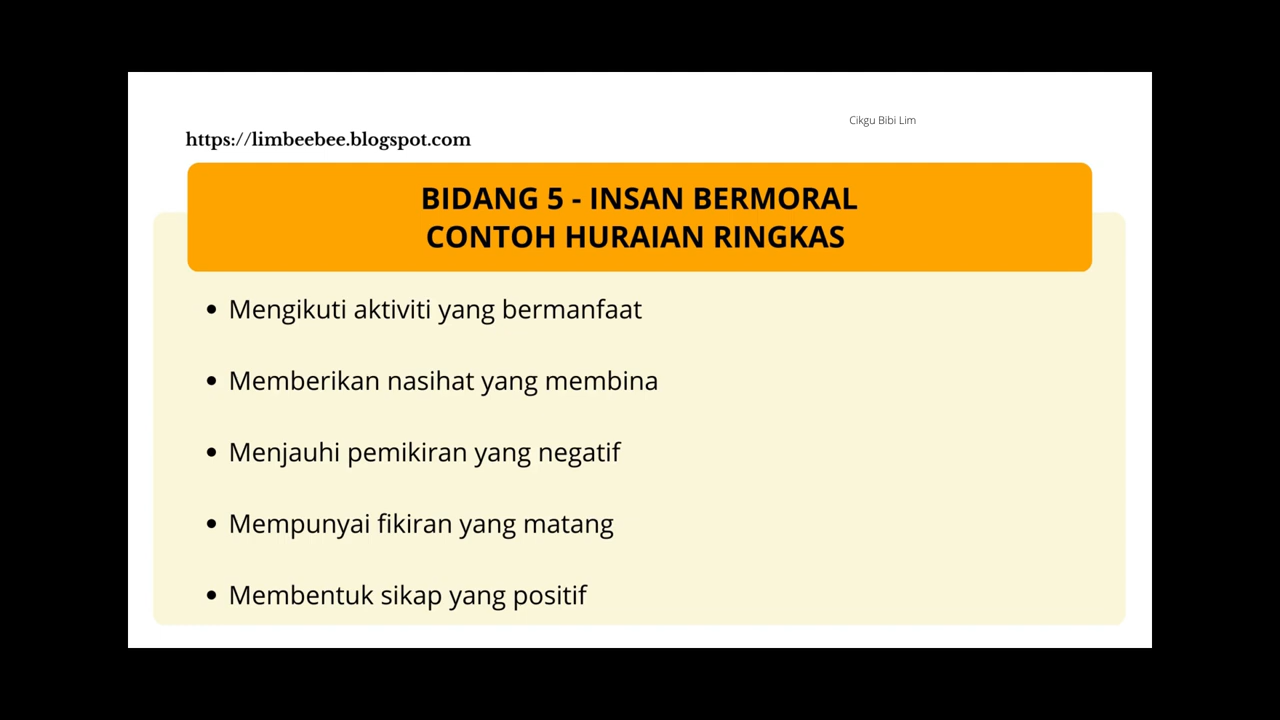 Cikgu Bibi Lim
https://limbeebee.blogspot.com
BIDANG 5 - INSAN BERMORAL
CONTOH HURAIAN RINGKAS
• Mengikuti aktiviti yang bermanfaat
• Memberikan nasihat yang membina
• Menjauhi pemikiran yang negatif
• Mempunyai fikiran yang matang
• Membentuk sikap yang positif